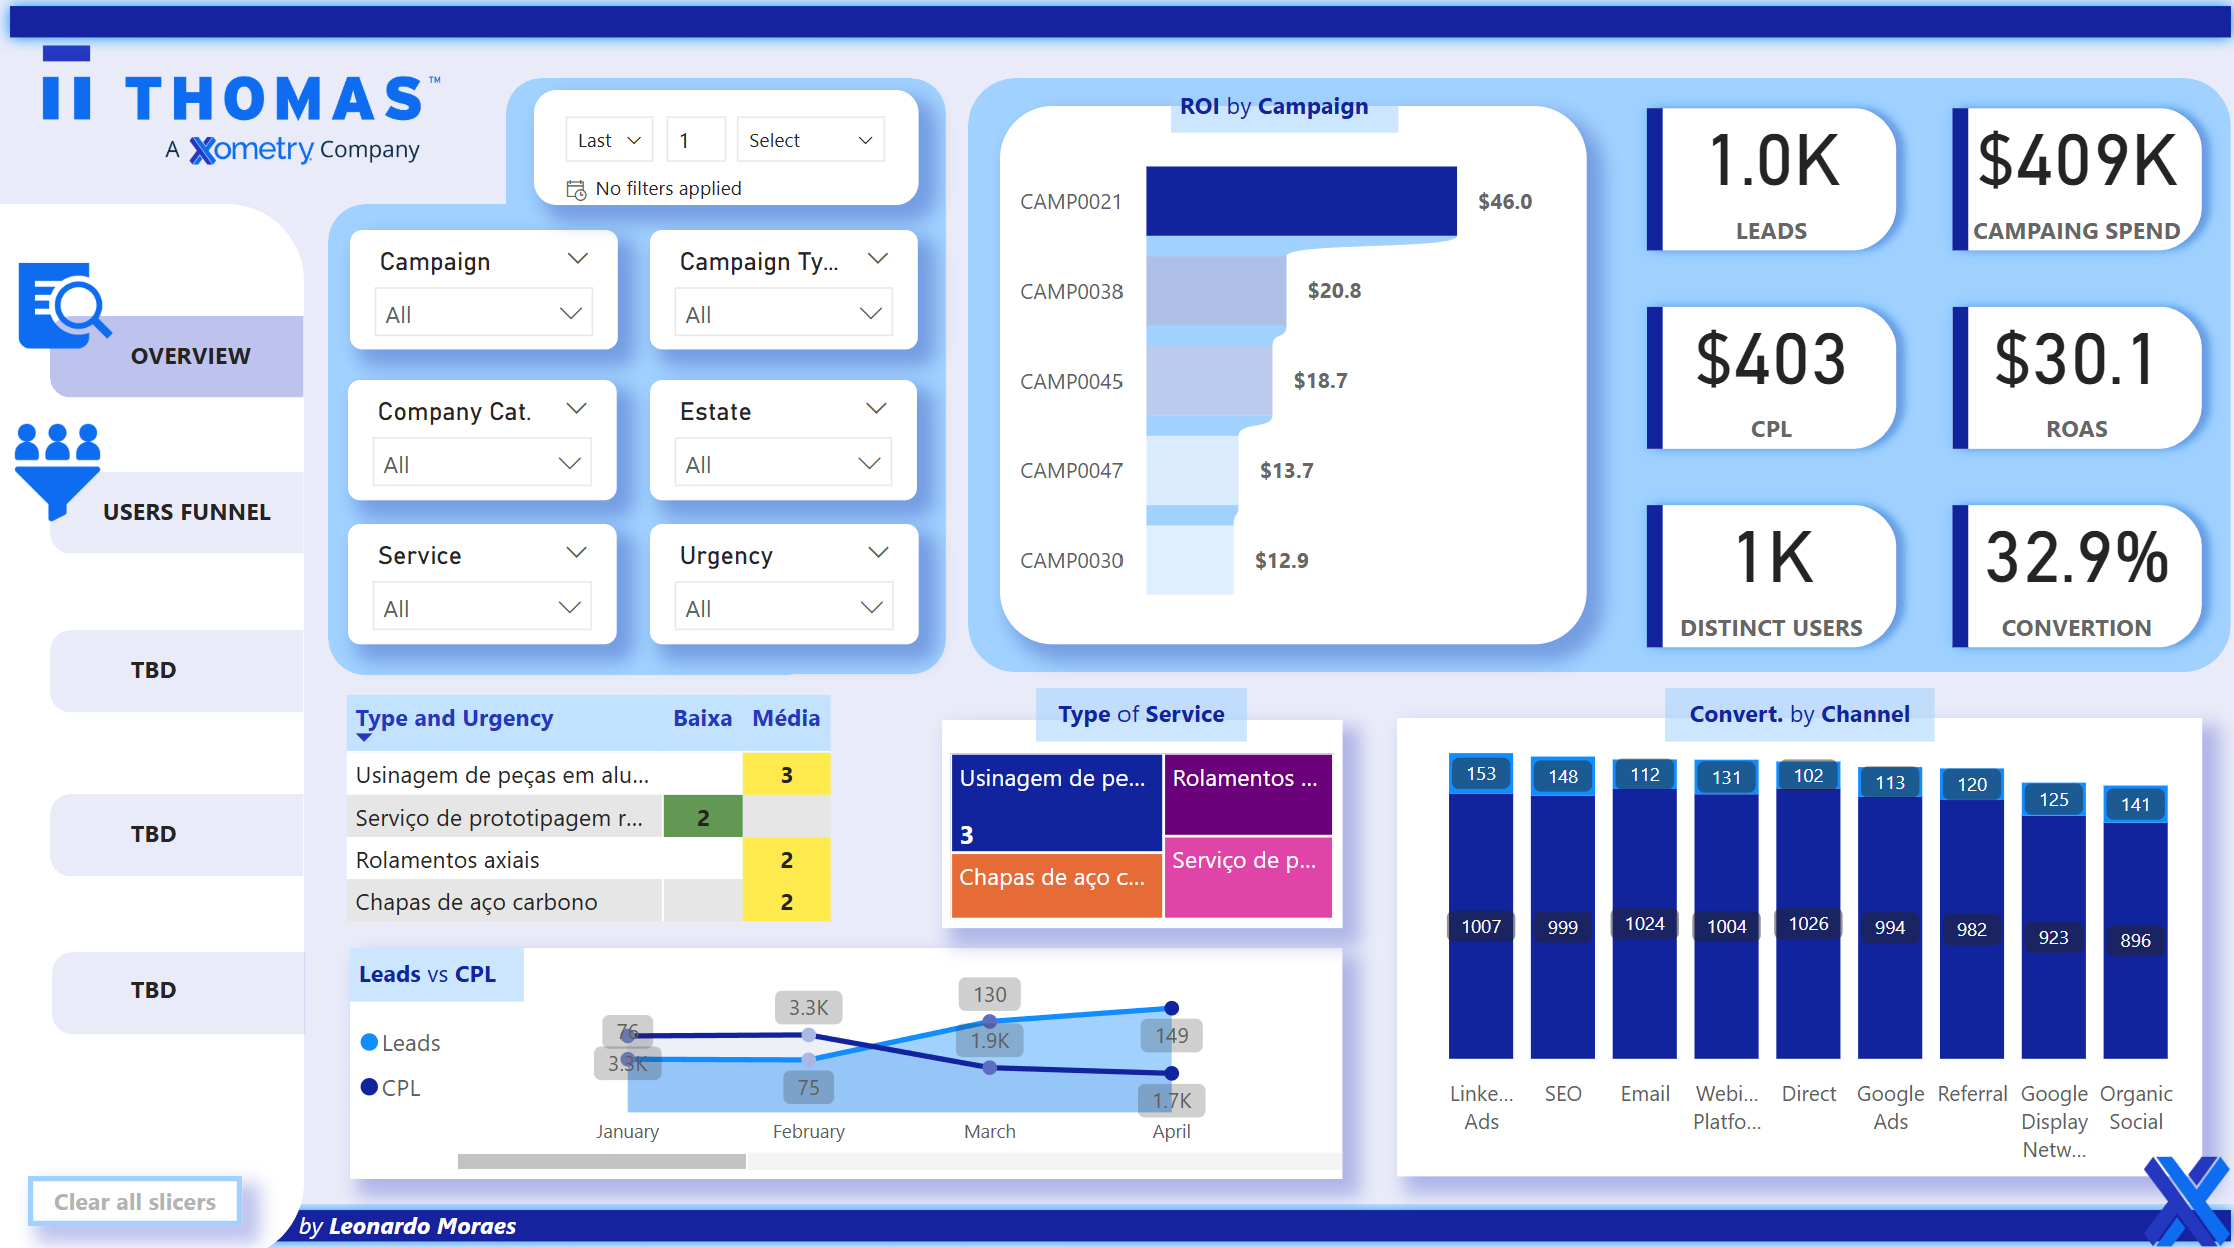 THOMAS™
A Xometry Company
Last
1
Select
No filters applied
Campaign
All
Campaign Ty...
All
Company Cat.
All
Estate
All
Service
All
Urgency
All
OVERVIEW
USERS FUNNEL
TBD
TBD
TBD
Clear all slicers
ROI by Campaign
CAMP0021 $46.0
CAMP0038 $20.8
CAMP0045 $18.7
CAMP0047 $13.7
CAMP0030 $12.9
1.0K
LEADS
$409K
CAMPAING SPEND
$403
CPL
$30.1
ROAS
1K
DISTINCT USERS
32.9%
CONVERTION
Type and Urgency Baixa Média
Usinagem de peças em alu... 3
Serviço de prototipagem r... 2
Rolamentos axiais 2
Chapas de aço carbono 2
Type of Service
Usinagem de pe...
3
Rolamentos ...
Chapas de aço c...
Serviço de p...
Convert. by Channel
153 148 112 131 102 113 120 125 141
1007 999 1024 1004 1026 994 982 923 896
Linke... Ads
SEO
Email
Webi... Platfo...
Direct
Google Ads
Referral
Google Display Netw...
Organic Social
Leads vs CPL
Leads
CPL
76 3.3K 130 149
3.3K 75 1.9K 1.7K
January February March April
by Leonardo Moraes